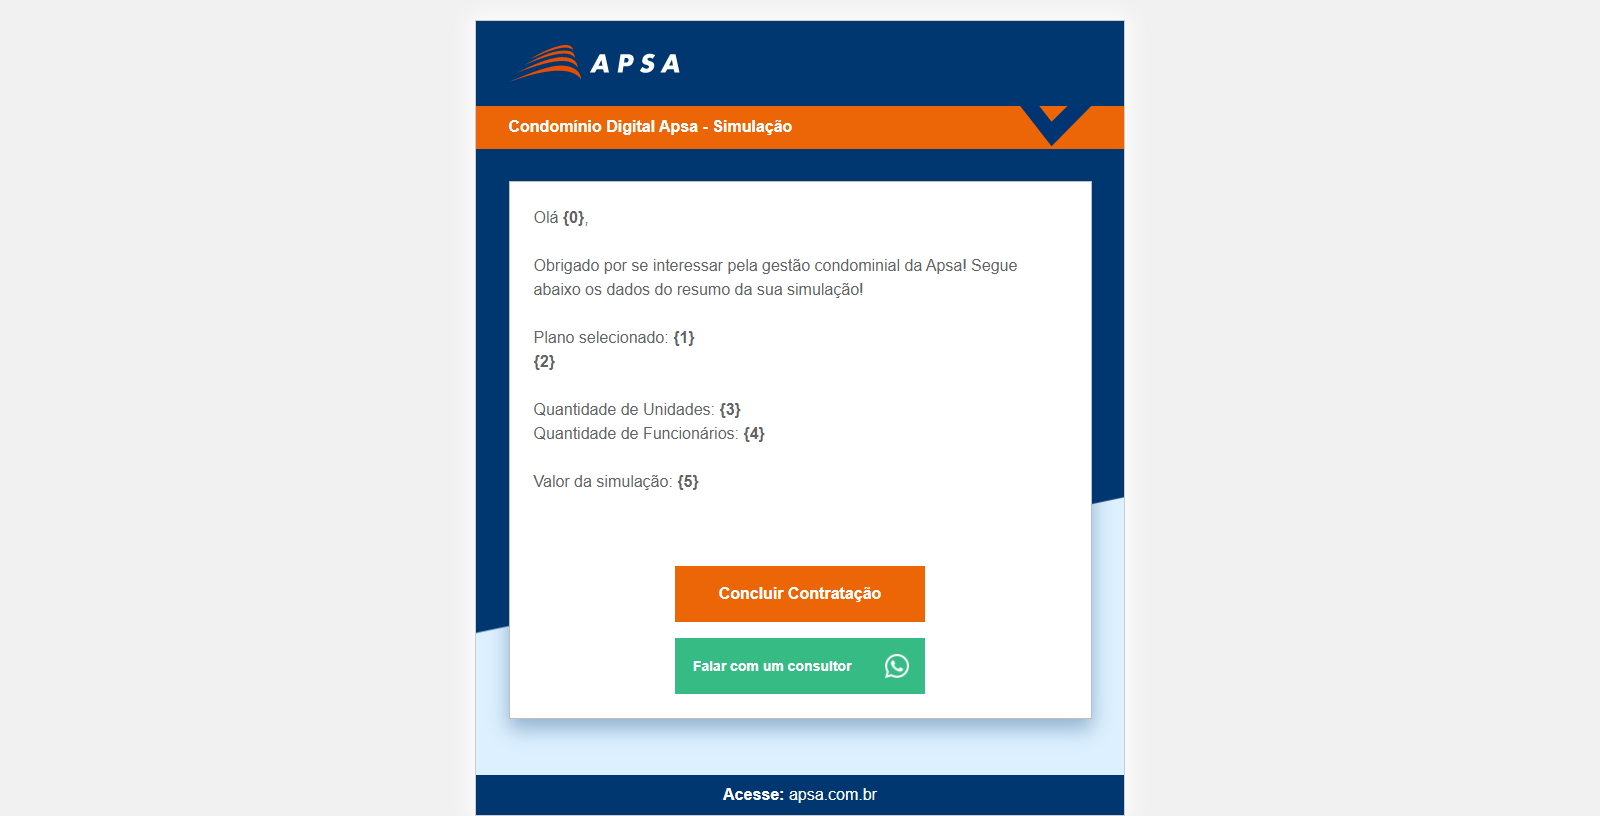 APSA
Condomínio Digital Apsa - Simulação
Olá {0},
Obrigado por se interessar pela gestão condominial da Apsa! Segue
abaixo os dados do resumo da sua simulação!
Plano selecionado: {1}
{2}
Quantidade de Unidades: {3}
Quantidade de Funcionários: {4}
Valor da simulação: {5}
Concluir Contratação
Falar com um consultor
Acesse: apsa.com.br